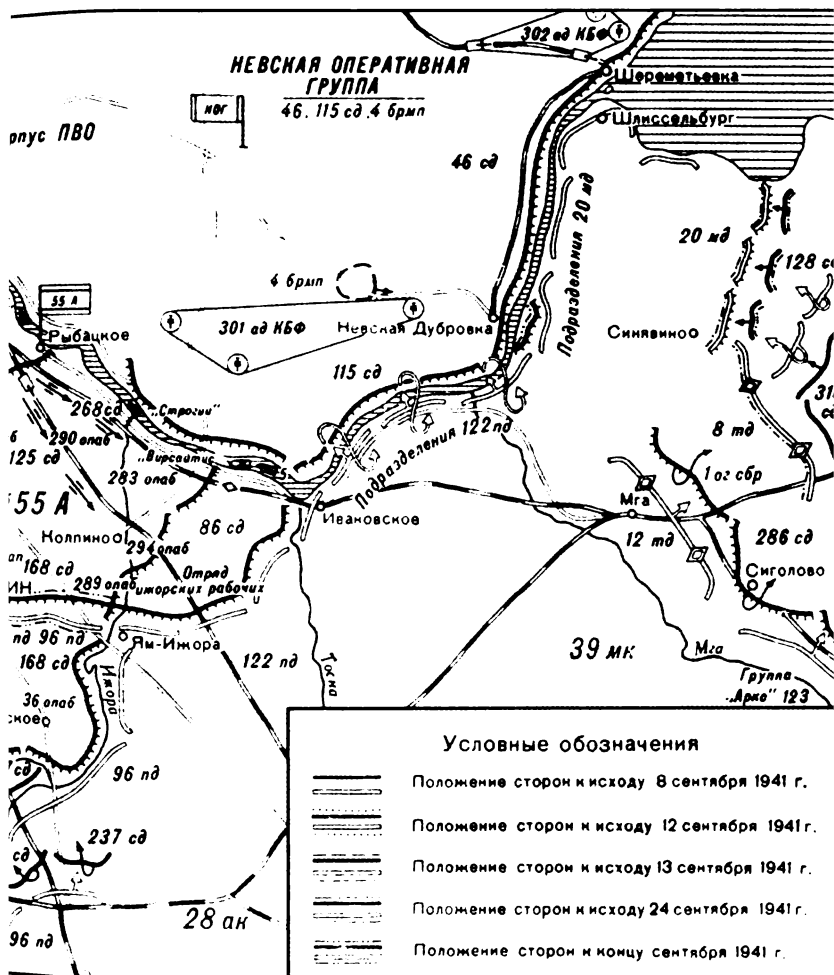 302 ад КБФ
НЕВСКАЯ ОПЕРАТИВНАЯ
ГРУППА
46. 115 сд. 4 брмп
НОГ
Шереметьевка
Шлиссельбург
рпус ПВО
46 сд
Подразделения 20 мд
20 мд
128 сд
4 брмп
55 А
301 ад КБФ
Невская Дубровка
Синявино
Рыбацкое
115 сд
268 сд
„Строгий"
290 опаб
125 сд
„Вирсайтис"
283 опаб
Подразделения 122 пд
8 тд
1 ог сбр
55 А
86 сд
Ивановское
Мга
12 тд
286 сд
Колпино
294 опаб
168 сд
289 опаб
Отряд
ижорских рабочих
Сиголово
96 пд
Ям-Ижора
168 сд
Ижора
122 пд
Тосна
39 мк
Мга
Группа
„Арко" 123
36 опаб
ское
96 пд
сд
237 сд
сд
28 ак
96 пд
Условные обозначения
Положение сторон к исходу 8 сентября 1941 г.
Положение сторон к исходу 12 сентября 1941 г.
Положение сторон к исходу 13 сентября 1941 г.
Положение сторон к исходу 24 сентября 1941 г.
Положение сторон к концу сентября 1941 г.